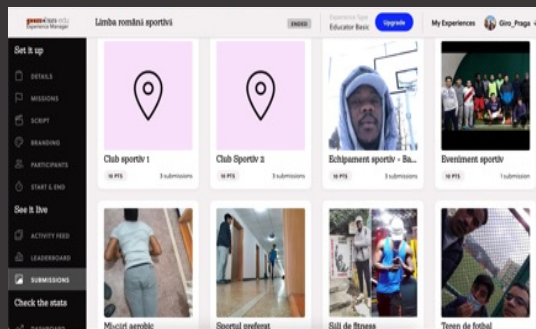 Experience Manager
Limba română sportivă
ENDED
Experience Type
Educator Basic
Upgrade
My Experiences
Giro_Praga
Set it up
DETAILS
MISSIONS
SCRIPT
BRANDING
PARTICIPANTS
START & END
See it live
ACTIVITY FEED
LEADERBOARD
SUBMISSIONS
Check the stats
DASHBOARD
Club sportiv 1
10 PTS
3 submissions
Club Sportiv 2
10 PTS
3 submissions
Echipament sportiv - Ba...
10 PTS
3 submissions
Eveniment sportiv
10 PTS
1 submission
Mișcări aerobic
Sportul preferat
Săli de fitness
Teren de fotbal